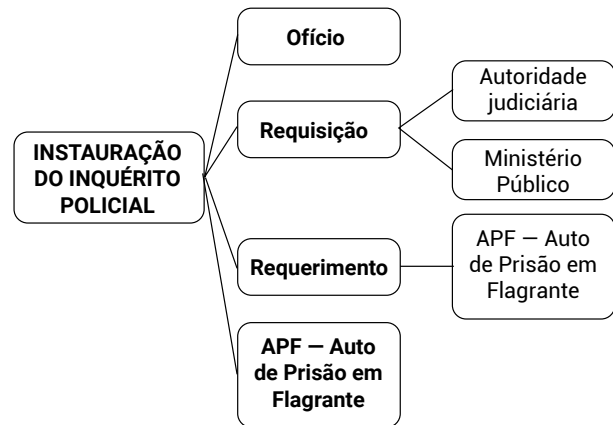 INSTAURAÇÃO
DO INQUÉRITO
POLICIAL
Ofício
Requisição
Autoridade
judiciária
Ministério
Público
Requerimento
APF — Auto
de Prisão em
Flagrante
APF — Auto
de Prisão em
Flagrante